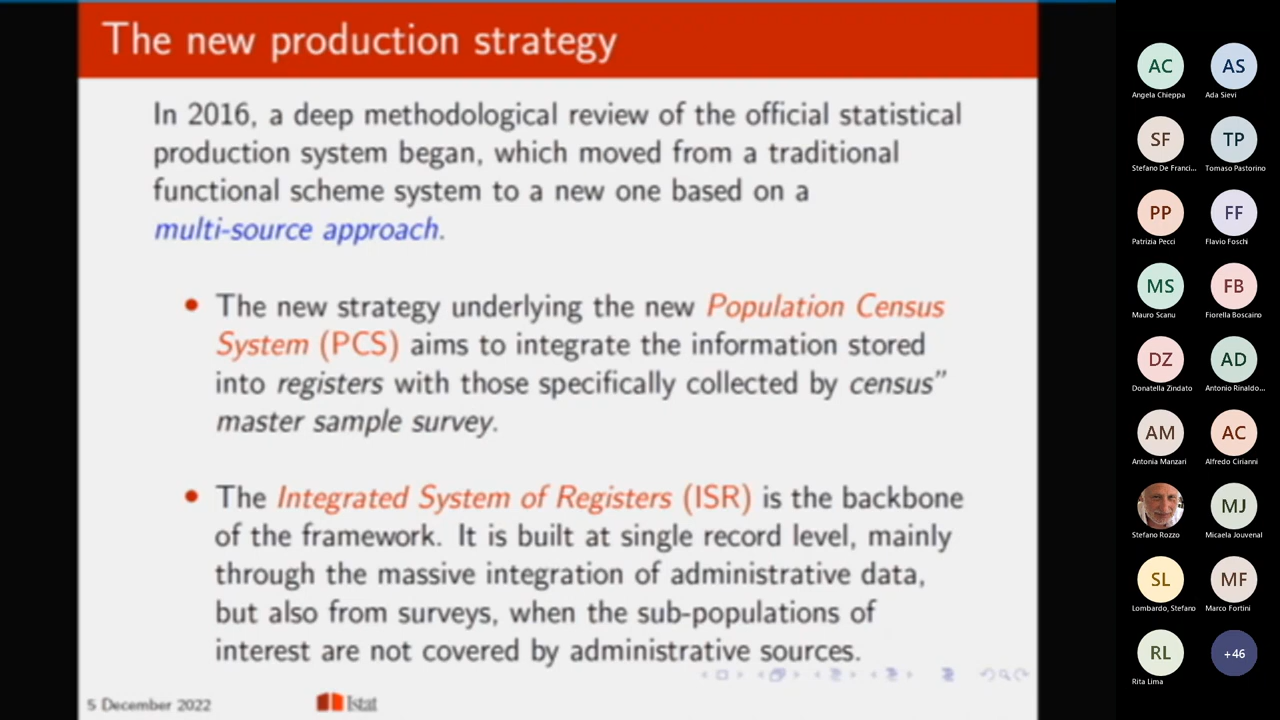 The new production strategy
In 2016, a deep methodological review of the official statistical
production system began, which moved from a traditional
functional scheme system to a new one based on a
multi-source approach.
The new strategy underlying the new Population Census
System (PCS) aims to integrate the information stored
into registers with those specifically collected by census”
master sample survey.
The Integrated System of Registers (ISR) is the backbone
of the framework. It is built at single record level, mainly
through the massive integration of administrative data,
but also from surveys, when the sub-populations of
interest are not covered by administrative sources.
5 December 2022
Istat
AC AS
Angela Chieppa Ada Sievi
SF TP
Stefano De Franci... Tomaso Pastorino
PP FF
Patrizia Pecci Flavio Foschi
MS FB
Mauro Scanu Fiorella Boscaino
DZ AD
Donatella Zindato Antonio Rinaldo...
AM AC
Antonia Manzari Alfredo Cirianni
MJ
Stefano Rozzo Micaela Jouvenal
SL MF
Lombardo, Stefano Marco Fortini
RL +46
Rita Lima